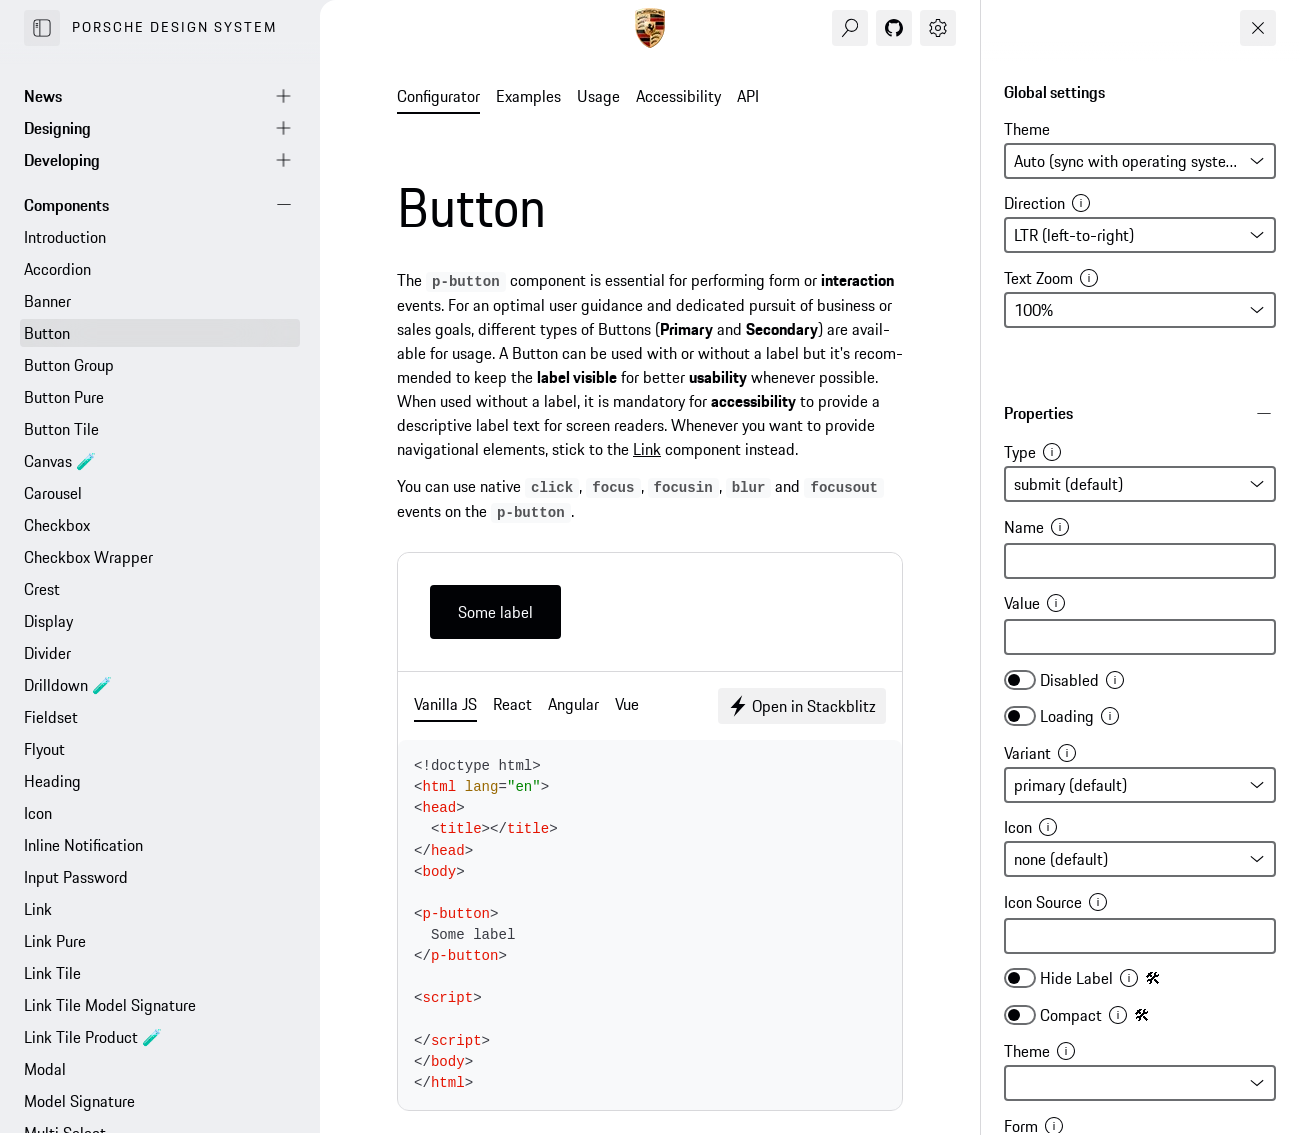 PORSCHE DESIGN SYSTEM
News
Designing
Developing
Components
Introduction
Accordion
Banner
Button
Button Group
Button Pure
Button Tile
Canvas 🧪
Carousel
Checkbox
Checkbox Wrapper
Crest
Display
Divider
Drilldown 🧪
Fieldset
Flyout
Heading
Icon
Inline Notification
Input Password
Link
Link Pure
Link Tile
Link Tile Model Signature
Link Tile Product 🧪
Modal
Model Signature
Multi Select
Configurator Examples Usage Accessibility API
Button
The p-button component is essential for performing form or interaction
events. For an optimal user guidance and dedicated pursuit of business or
sales goals, different types of Buttons (Primary and Secondary) are avail-
able for usage. A Button can be used with or without a label but it's recom-
mended to keep the label visible for better usability whenever possible.
When used without a label, it is mandatory for accessibility to provide a
descriptive label text for screen readers. Whenever you want to provide
navigational elements, stick to the Link component instead.
You can use native click, focus, focusin, blur and focusout
events on the p-button.
Some label
Vanilla JS React Angular Vue Open in Stackblitz
<!doctype html>
<html lang="en">
<head>
  <title></title>
</head>
<body>
<p-button>
  Some label
</p-button>
<script>
</script>
</body>
</html>
Global settings
Theme
Auto (sync with operating syste...
Direction
LTR (left-to-right)
Text Zoom
100%
Properties
Type
submit (default)
Name
Value
Disabled
Loading
Variant
primary (default)
Icon
none (default)
Icon Source
Hide Label 🛠
Compact 🛠
Theme
Form